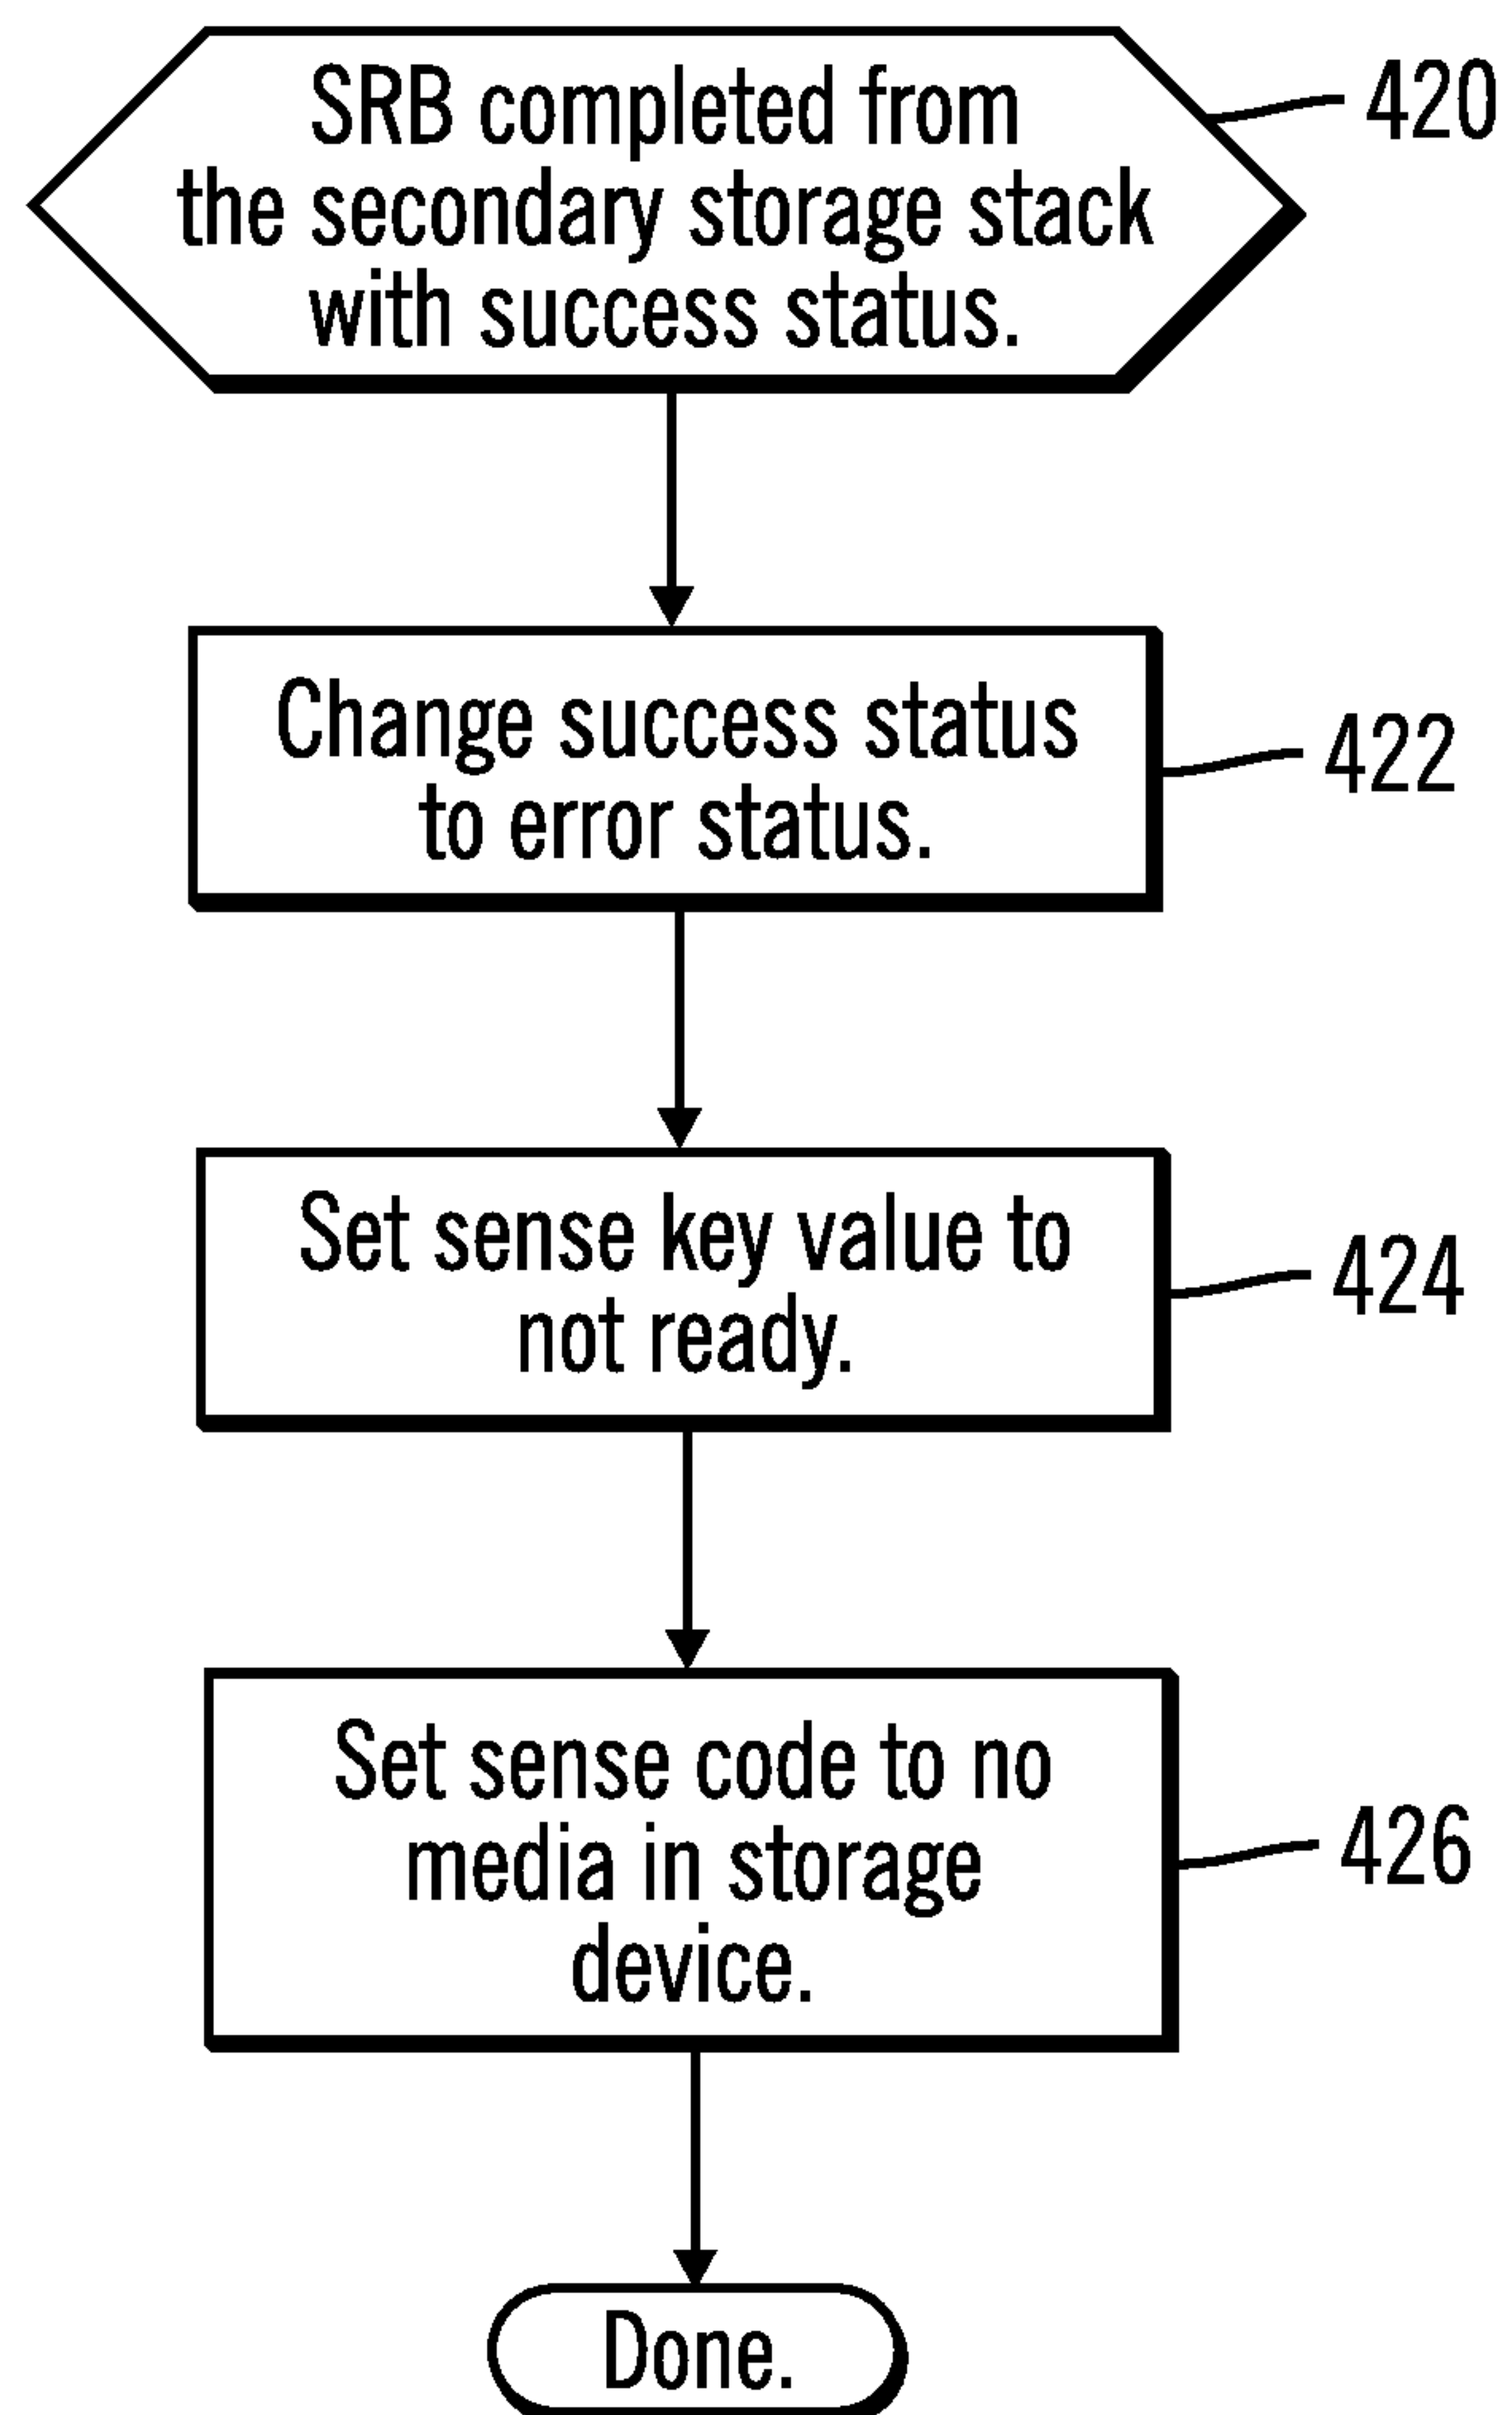 SRB completed from
the secondary storage stack
with success status.
420
Change success status
to error status.
422
Set sense key value to
not ready.
424
Set sense code to no
media in storage
device.
426
Done.